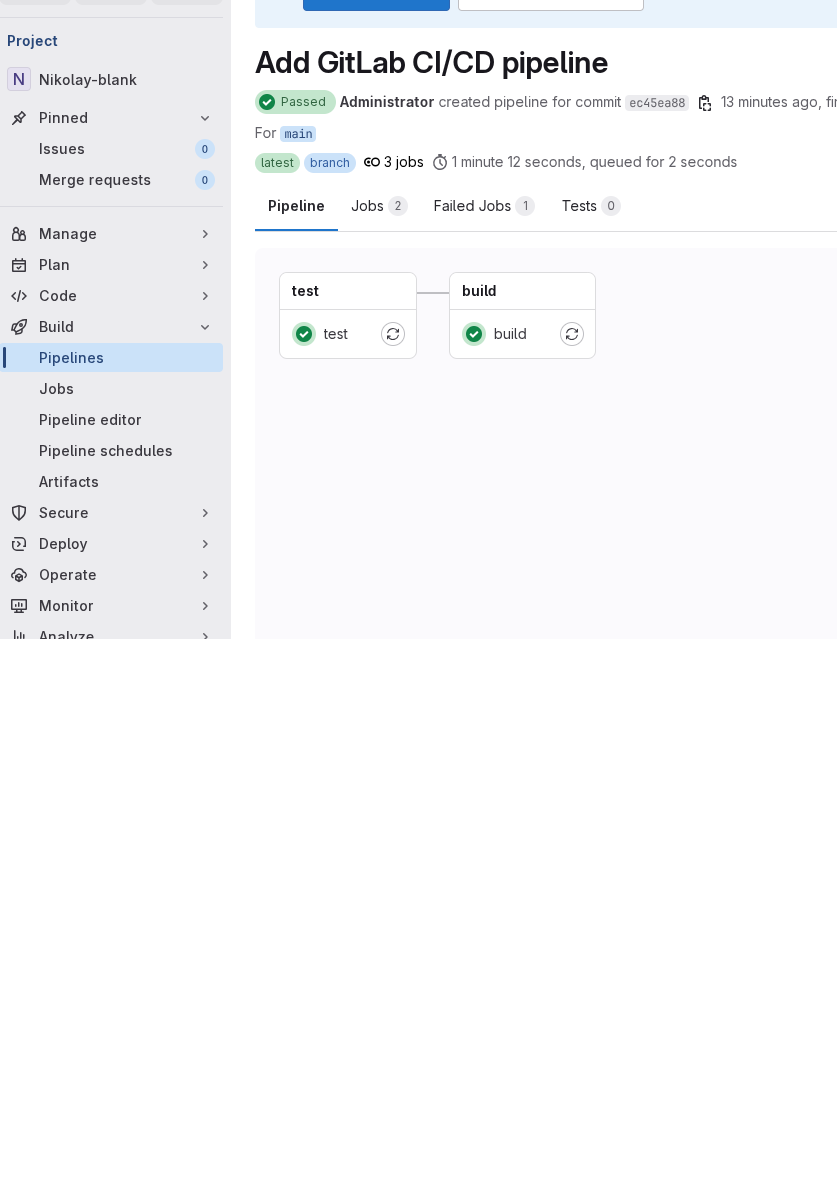 Project
N Nikolay-blank
Pinned
Issues 0
Merge requests 0
Manage
Plan
Code
Build
Pipelines
Jobs
Pipeline editor
Pipeline schedules
Artifacts
Secure
Deploy
Operate
Monitor
Analyze
Add GitLab CI/CD pipeline
Passed Administrator created pipeline for commit ec45ea88 13 minutes ago, fi
For main
latest branch 3 jobs 1 minute 12 seconds, queued for 2 seconds
Pipeline Jobs 2 Failed Jobs 1 Tests 0
test build
test build